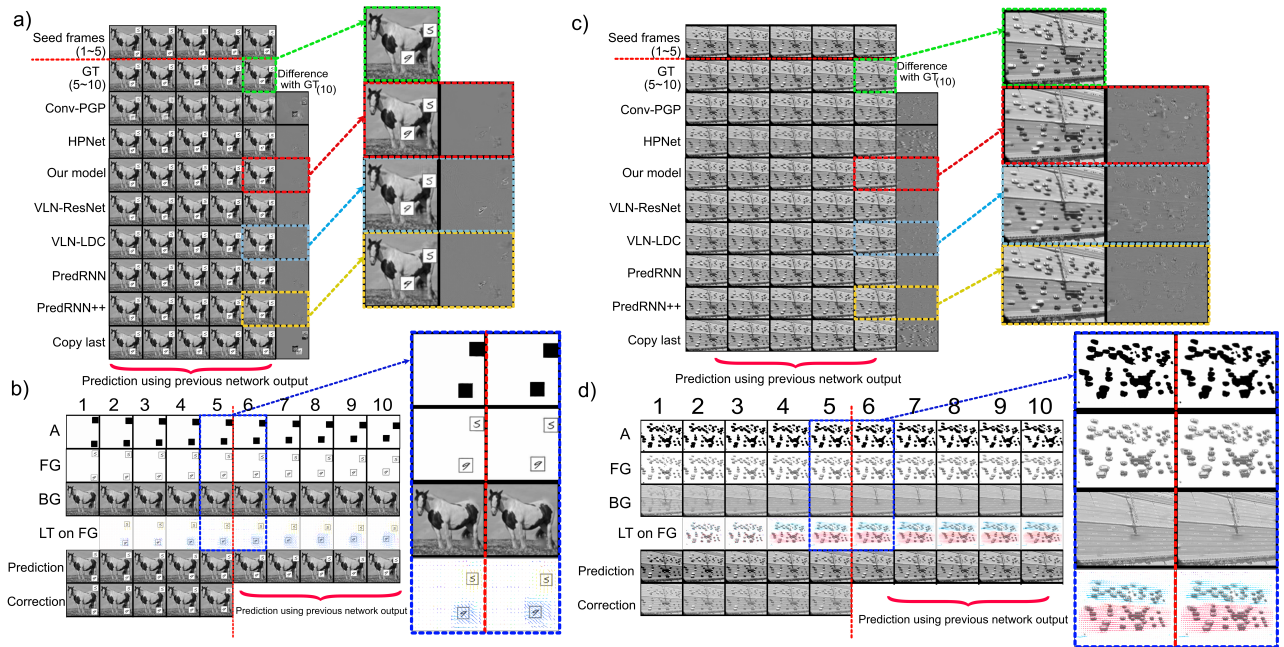 a)
Seed frames
(1~5)
GT
(5~10)
Difference
with GT(10)
Conv-PGP
HPNet
Our model
VLN-ResNet
VLN-LDC
PredRNN
PredRNN++
Copy last
Prediction using previous network output
b)
1 2 3 4 5 6 7 8 9 10
A
FG
BG
LT on FG
Prediction
Correction
Prediction using previous network output
c)
Seed frames
(1~5)
GT
(5~10)
Difference
with GT(10)
Conv-PGP
HPNet
Our model
VLN-ResNet
VLN-LDC
PredRNN
PredRNN++
Copy last
Prediction using previous network output
d)
1 2 3 4 5 6 7 8 9 10
A
FG
BG
LT on FG
Prediction
Correction
Prediction using previous network output